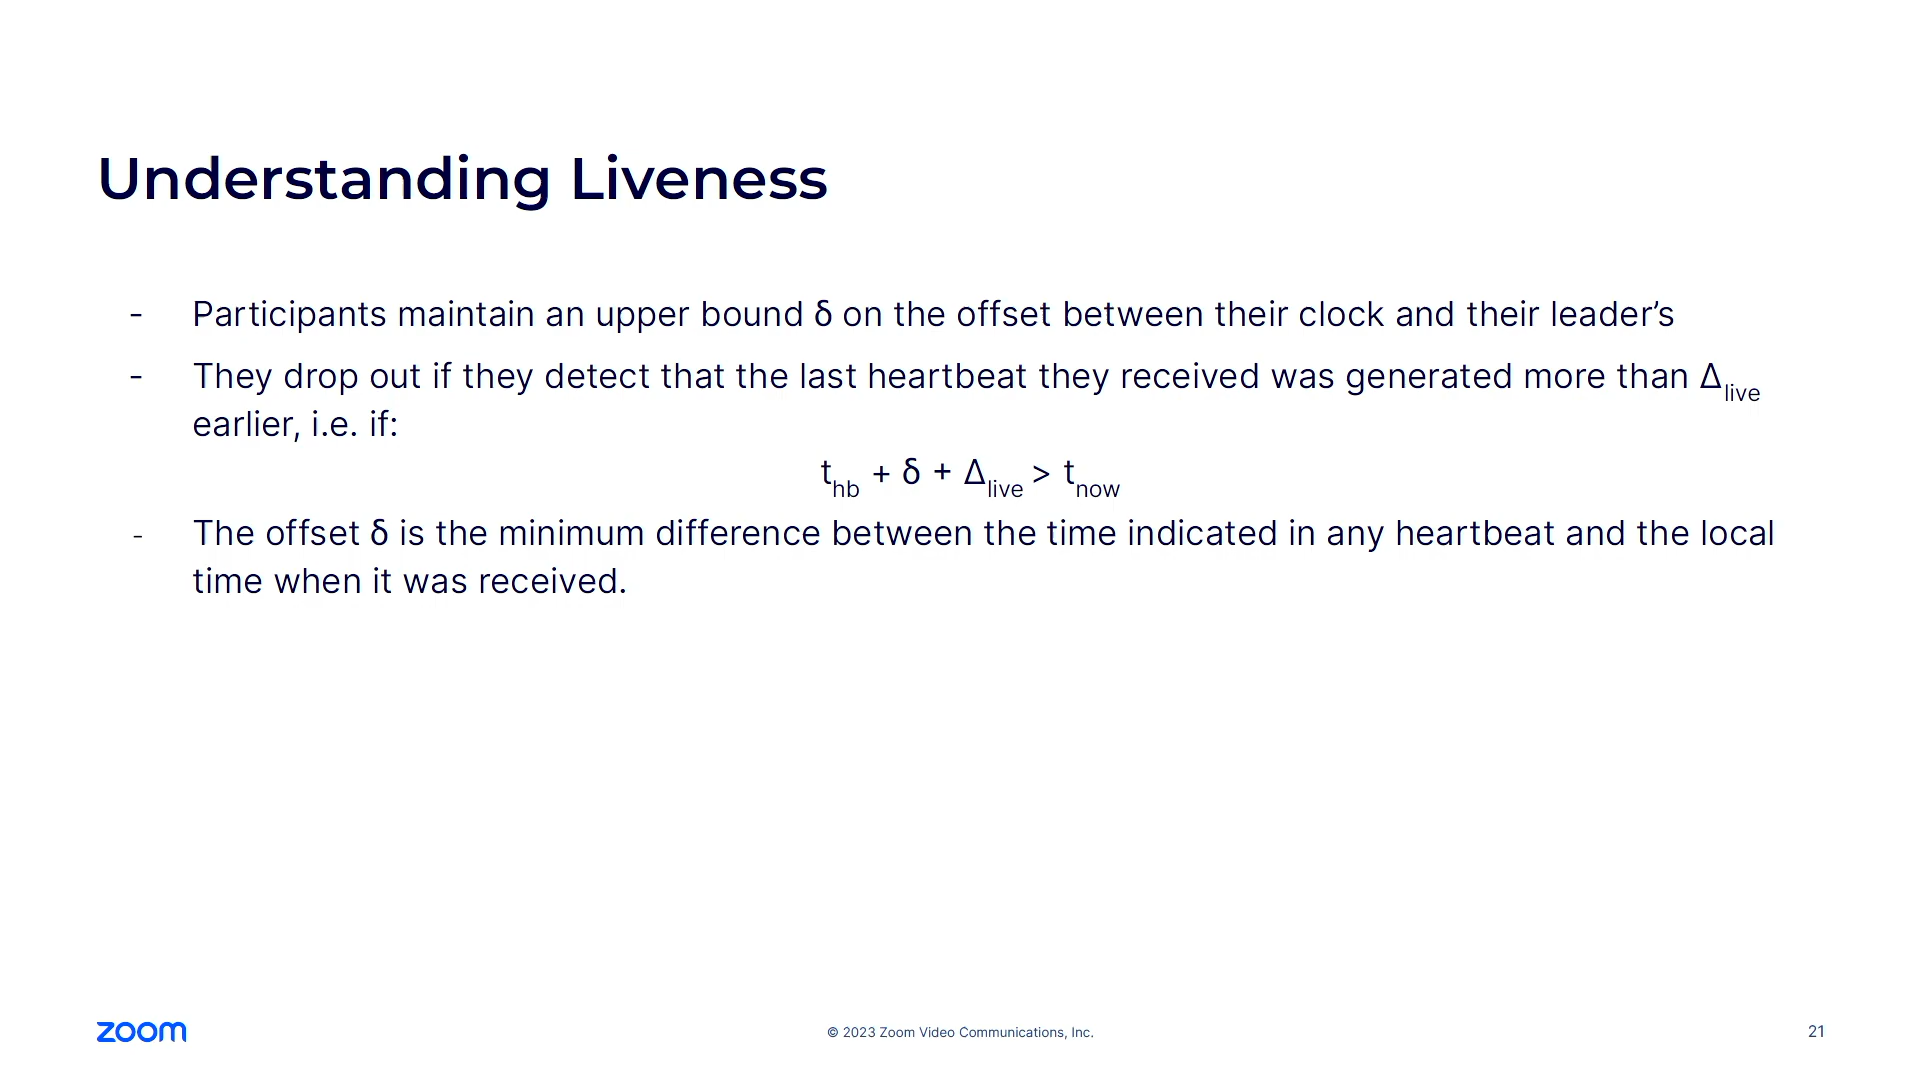 Understanding Liveness
- Participants maintain an upper bound δ on the offset between their clock and their leader’s
- They drop out if they detect that the last heartbeat they received was generated more than Δlive
earlier, i.e. if:
thb + δ + Δlive > tnow
- The offset δ is the minimum difference between the time indicated in any heartbeat and the local
time when it was received.
zoom
© 2023 Zoom Video Communications, Inc.
21